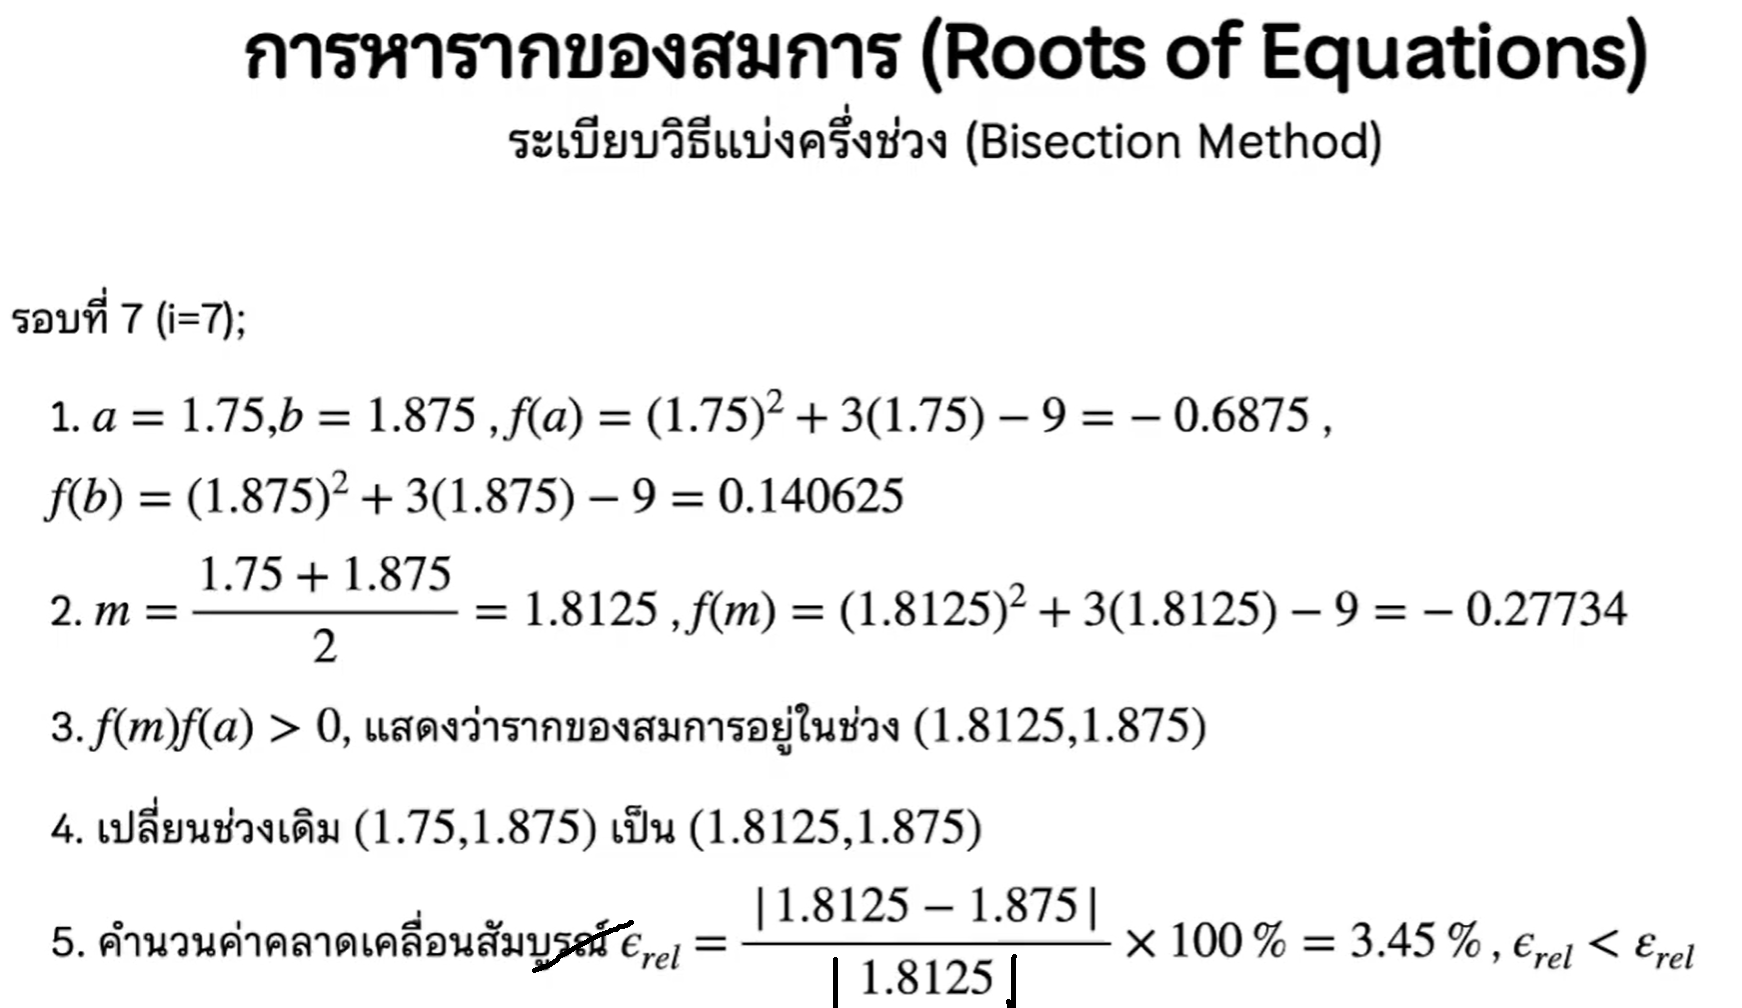 การหารากของสมการ (Roots of Equations)
ระเบียบวิธีแบ่งครึ่งช่วง (Bisection Method)
รอบที่ 7 (i=7);
1. a = 1.75,b = 1.875 , f(a) = (1.75)² + 3(1.75) − 9 = − 0.6875 ,
f(b) = (1.875)² + 3(1.875) − 9 = 0.140625
2. m = (1.75 + 1.875) / 2 = 1.8125 , f(m) = (1.8125)² + 3(1.8125) − 9 = − 0.27734
3. f(m)f(a) > 0, แสดงว่ารากของสมการอยู่ในช่วง (1.8125,1.875)
4. เปลี่ยนช่วงเดิม (1.75,1.875) เป็น (1.8125,1.875)
5. คำนวนค่าคลาดเคลื่อนสัมบูรณ์ ϵrel = |1.8125 − 1.875| / |1.8125| × 100 % = 3.45 % , ϵrel < εrel